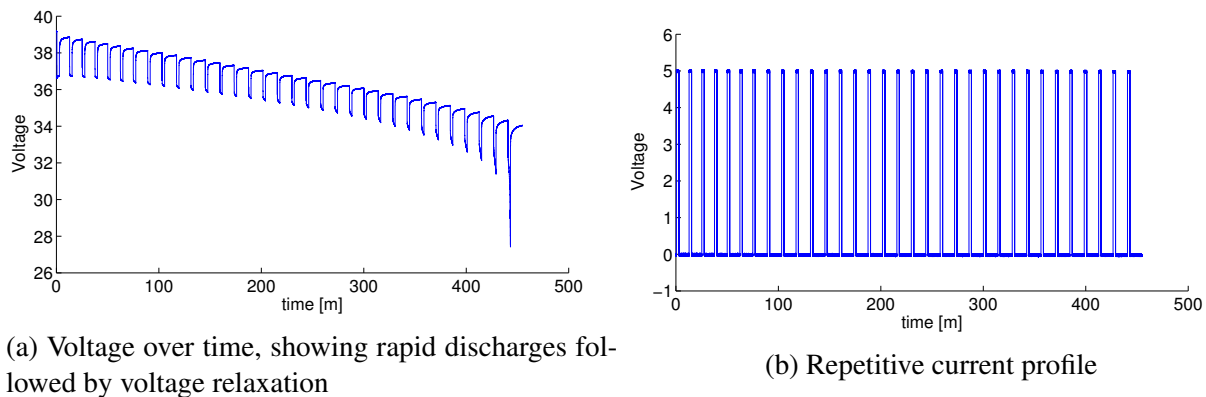 40
38
36
34
32
30
28
26
Voltage
0 100 200 300 400 500
time [m]
(a) Voltage over time, showing rapid discharges fol-
lowed by voltage relaxation
6
5
4
3
2
1
0
−1
Voltage
0 100 200 300 400 500
time [m]
(b) Repetitive current profile